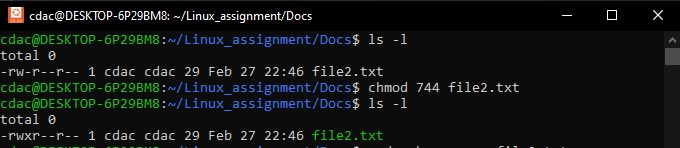 cdac@DESKTOP-6P29BM8: ~/Linux_assignment/Docs
cdac@DESKTOP-6P29BM8:~/Linux_assignment/Docs$ ls -l
total 0
-rw-r--r-- 1 cdac cdac 29 Feb 27 22:46 file2.txt
cdac@DESKTOP-6P29BM8:~/Linux_assignment/Docs$ chmod 744 file2.txt
cdac@DESKTOP-6P29BM8:~/Linux_assignment/Docs$ ls -l
total 0
-rwxr--r-- 1 cdac cdac 29 Feb 27 22:46 file2.txt